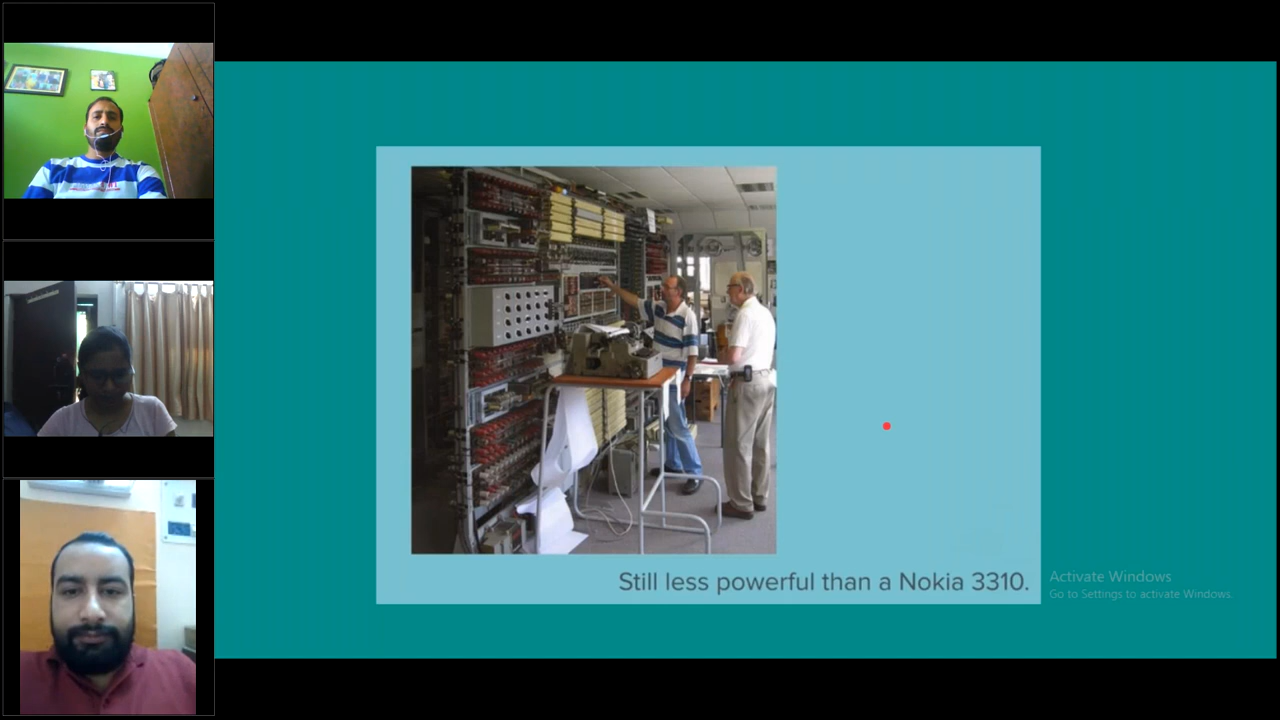 Still less powerful than a Nokia 3310.
Activate Windows
Go to Settings to activate Windows.